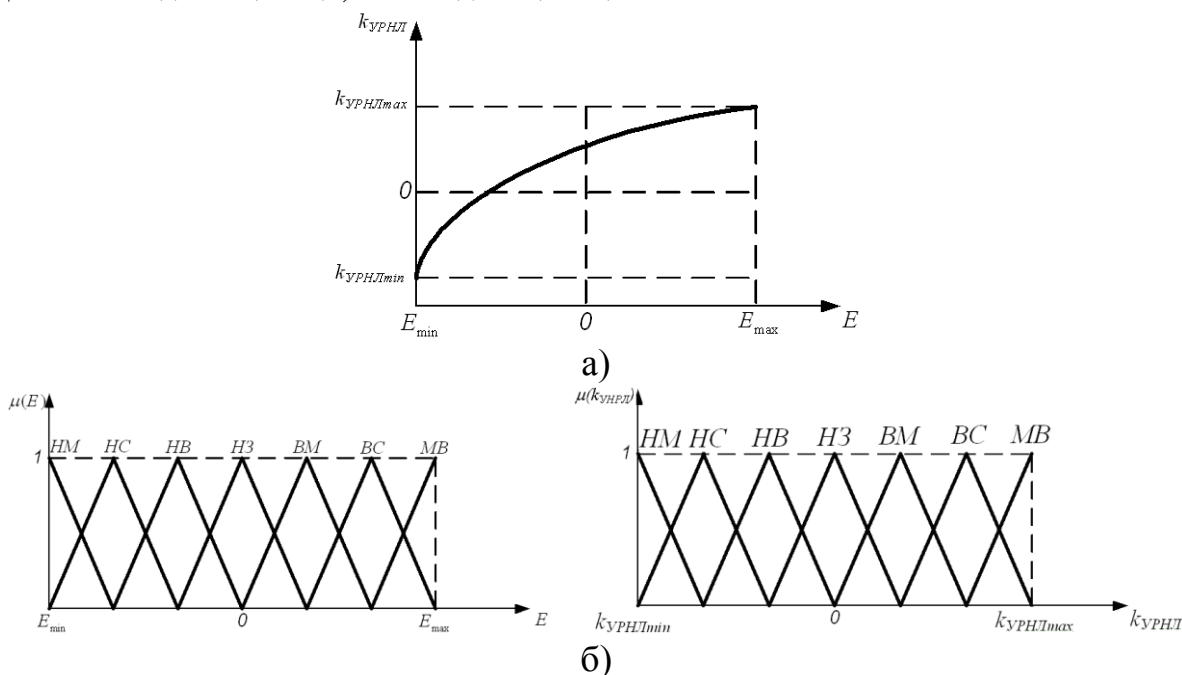 k_УРНЛ
k_УРНЛmax
0
k_УРНЛmin
E_min 0 E_max E
а)
μ(E) μ(k_УНРЛ)
1 НМ НС НВ НЗ ВМ ВС МВ
1 НМ НС НВ НЗ ВМ ВС МВ
E_min 0 E_max E
k_УРНЛmin 0 k_УРНЛmax k_УРНЛ
б)